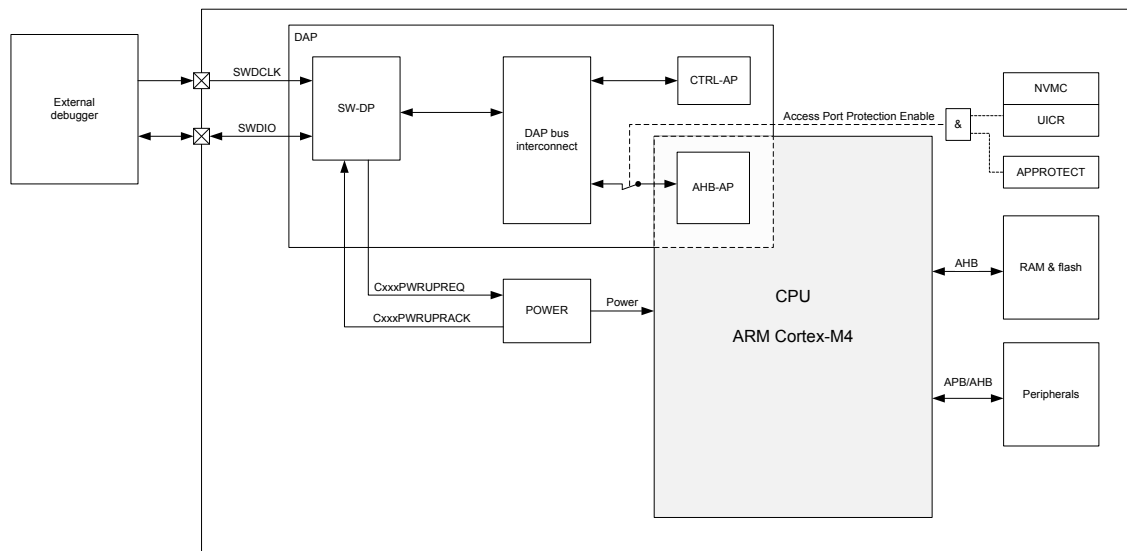 DAP
External
debugger
SWDCLK
SWDIO
SW-DP
DAP bus
interconnect
CTRL-AP
AHB-AP
Access Port Protection Enable
&
NVMC
UICR
APPROTECT
CxxxPWRUPREQ
CxxxPWRUPRACK
POWER
Power
CPU
ARM Cortex-M4
AHB
RAM & flash
APB/AHB
Peripherals